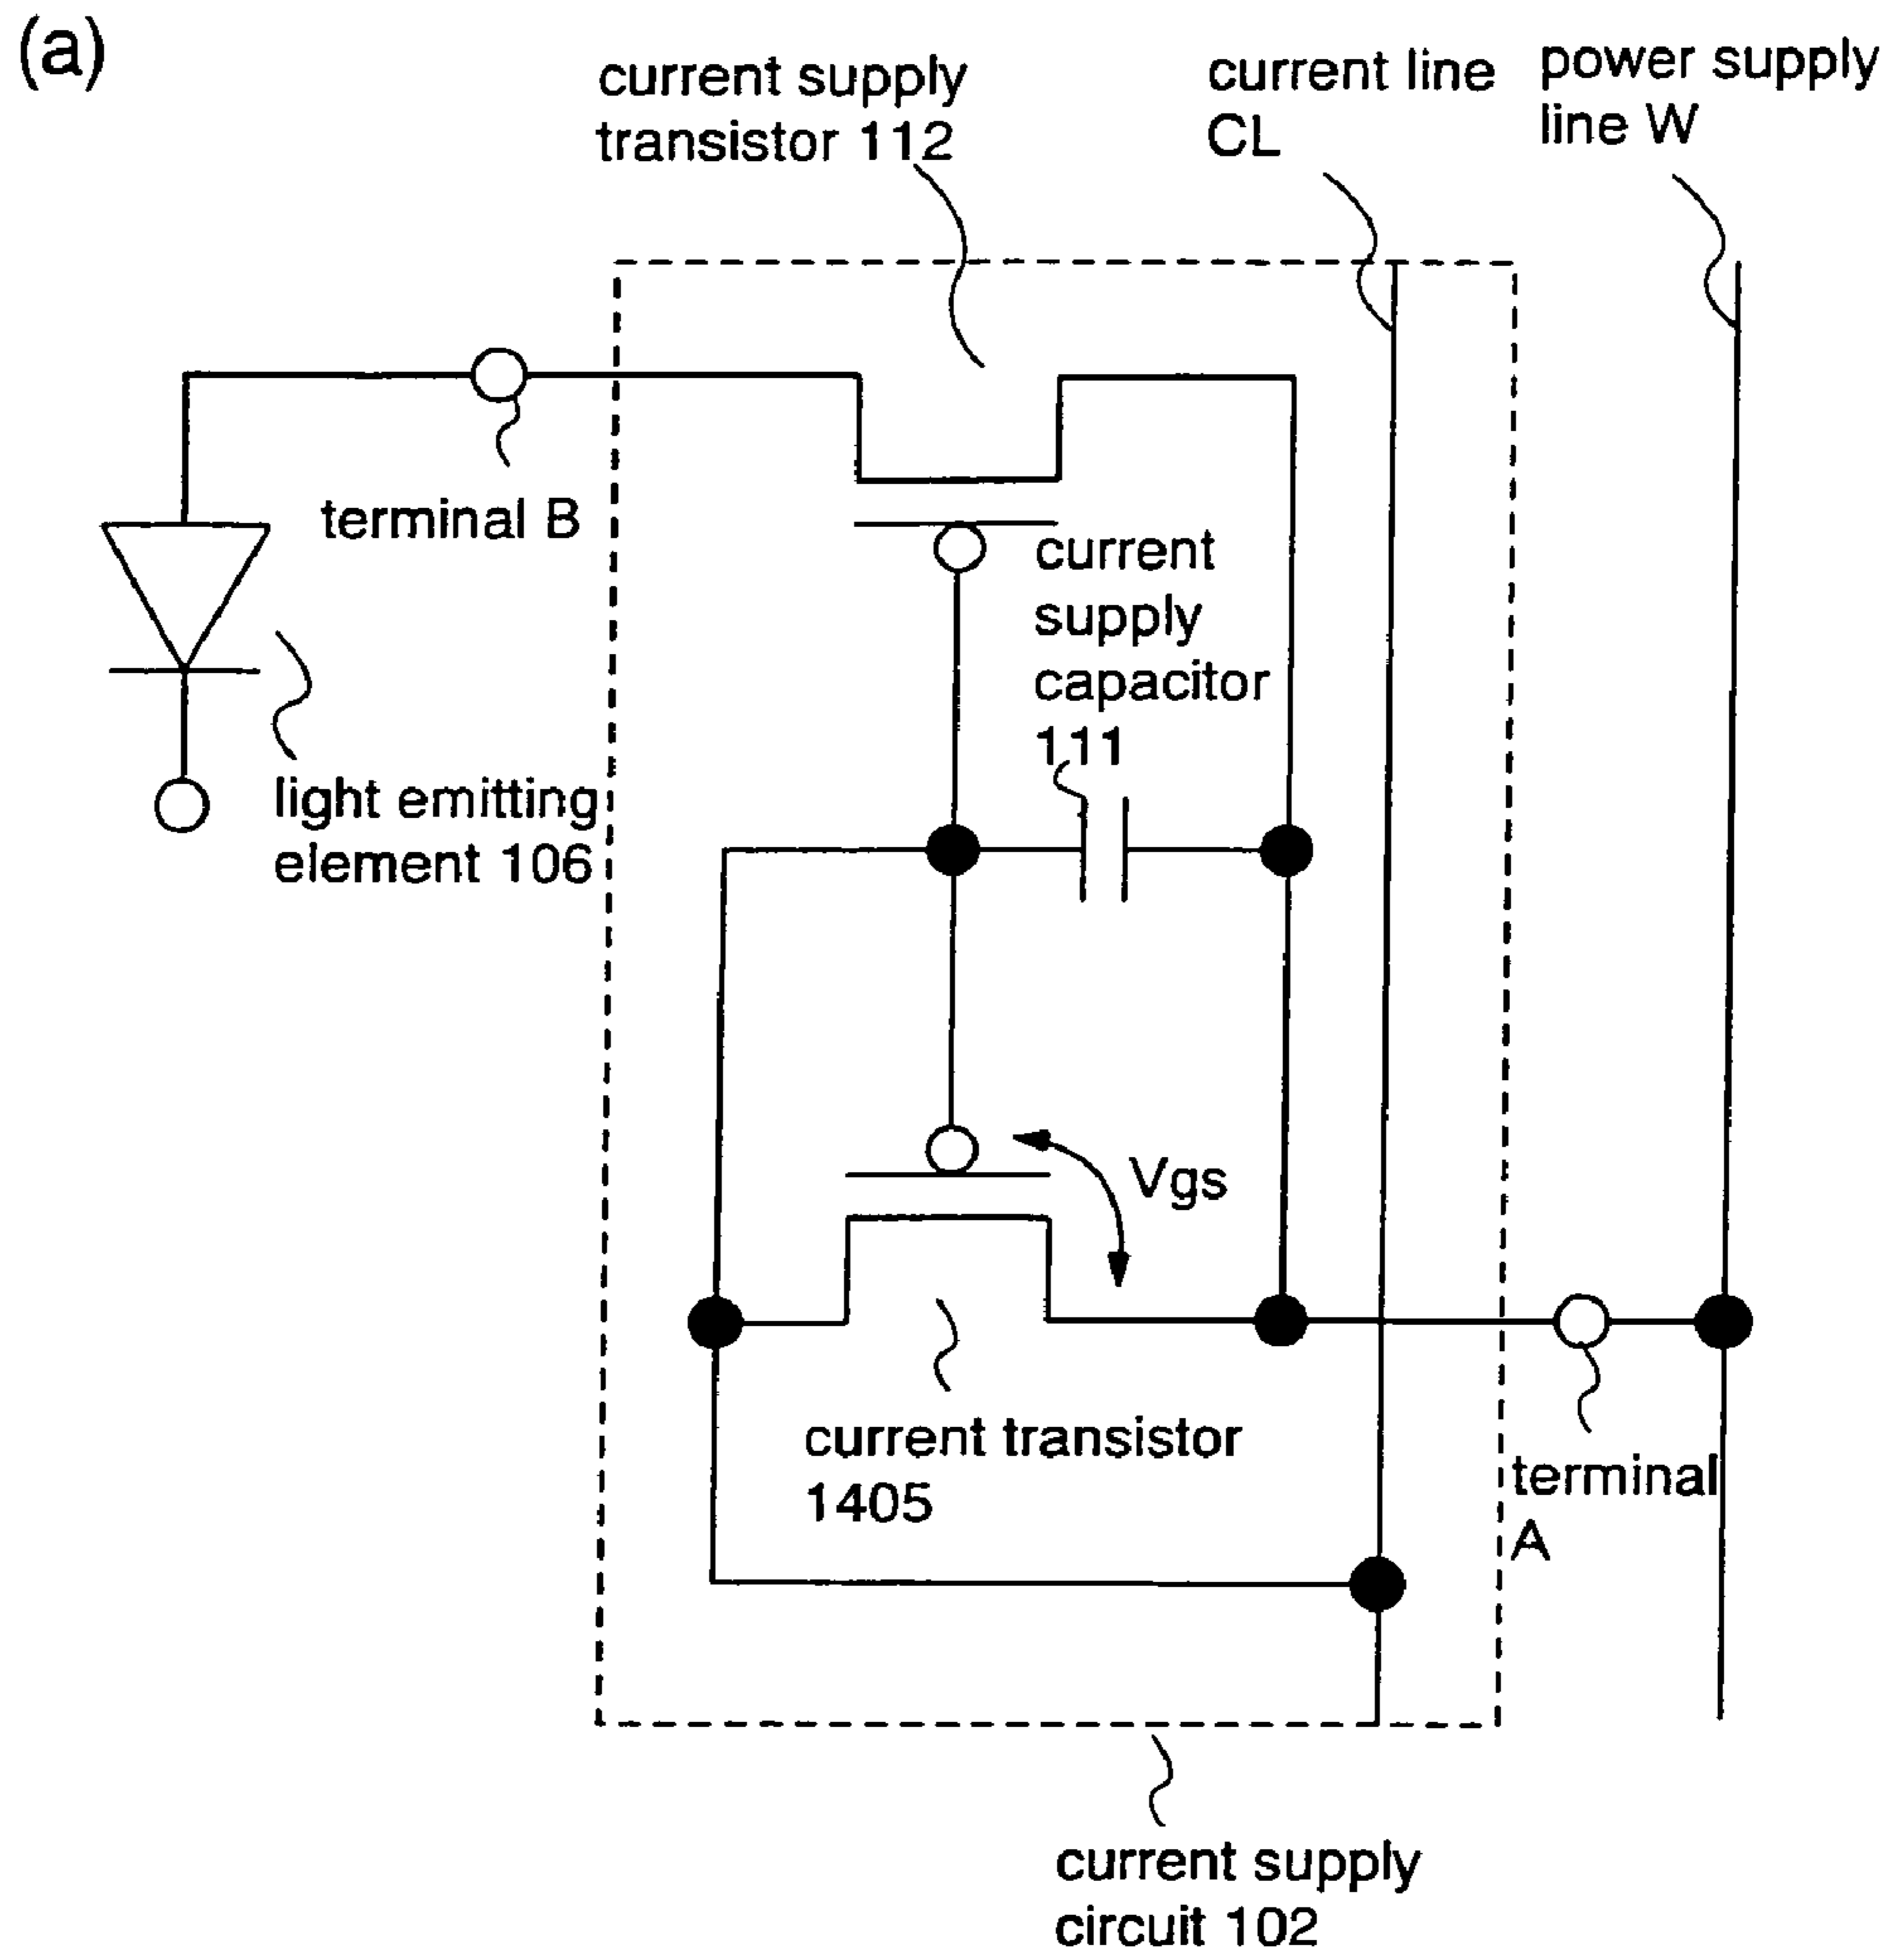 (a)
current supply
transistor 112
current line
CL
power supply
line W
terminal B
current
supply
capacitor
111
light emitting
element 106
Vgs
current transistor
1405
terminal
A
current supply
circuit 102